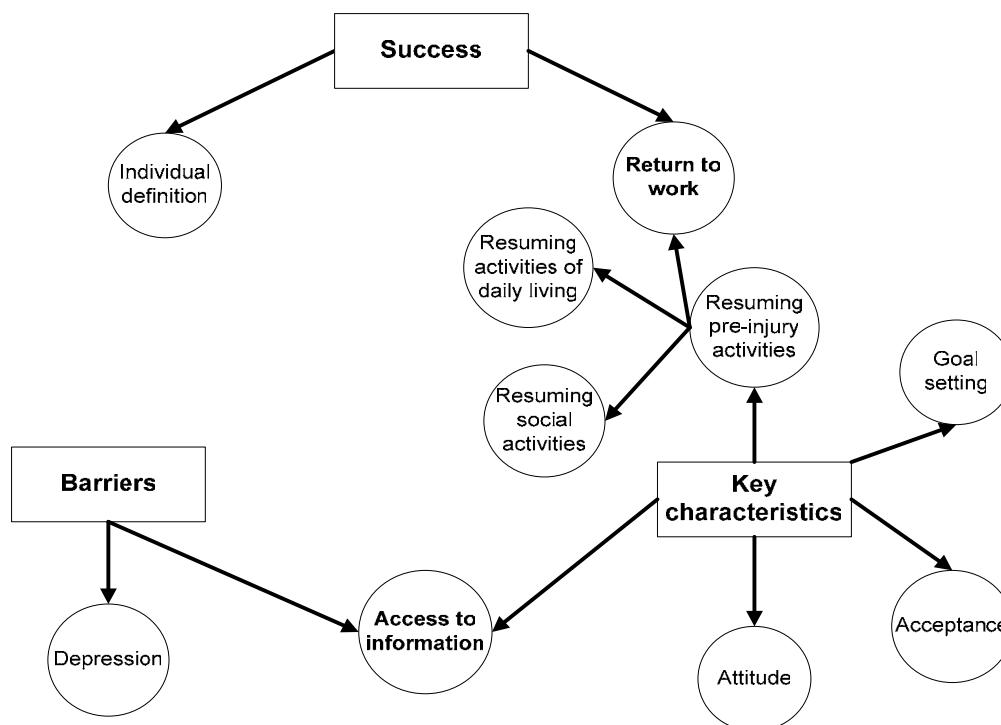 Success
Individual
definition
Return to
work
Resuming
activities of
daily living
Resuming
pre-injury
activities
Goal
setting
Resuming
social
activities
Barriers
Key
characteristics
Depression
Access to
information
Attitude
Acceptance